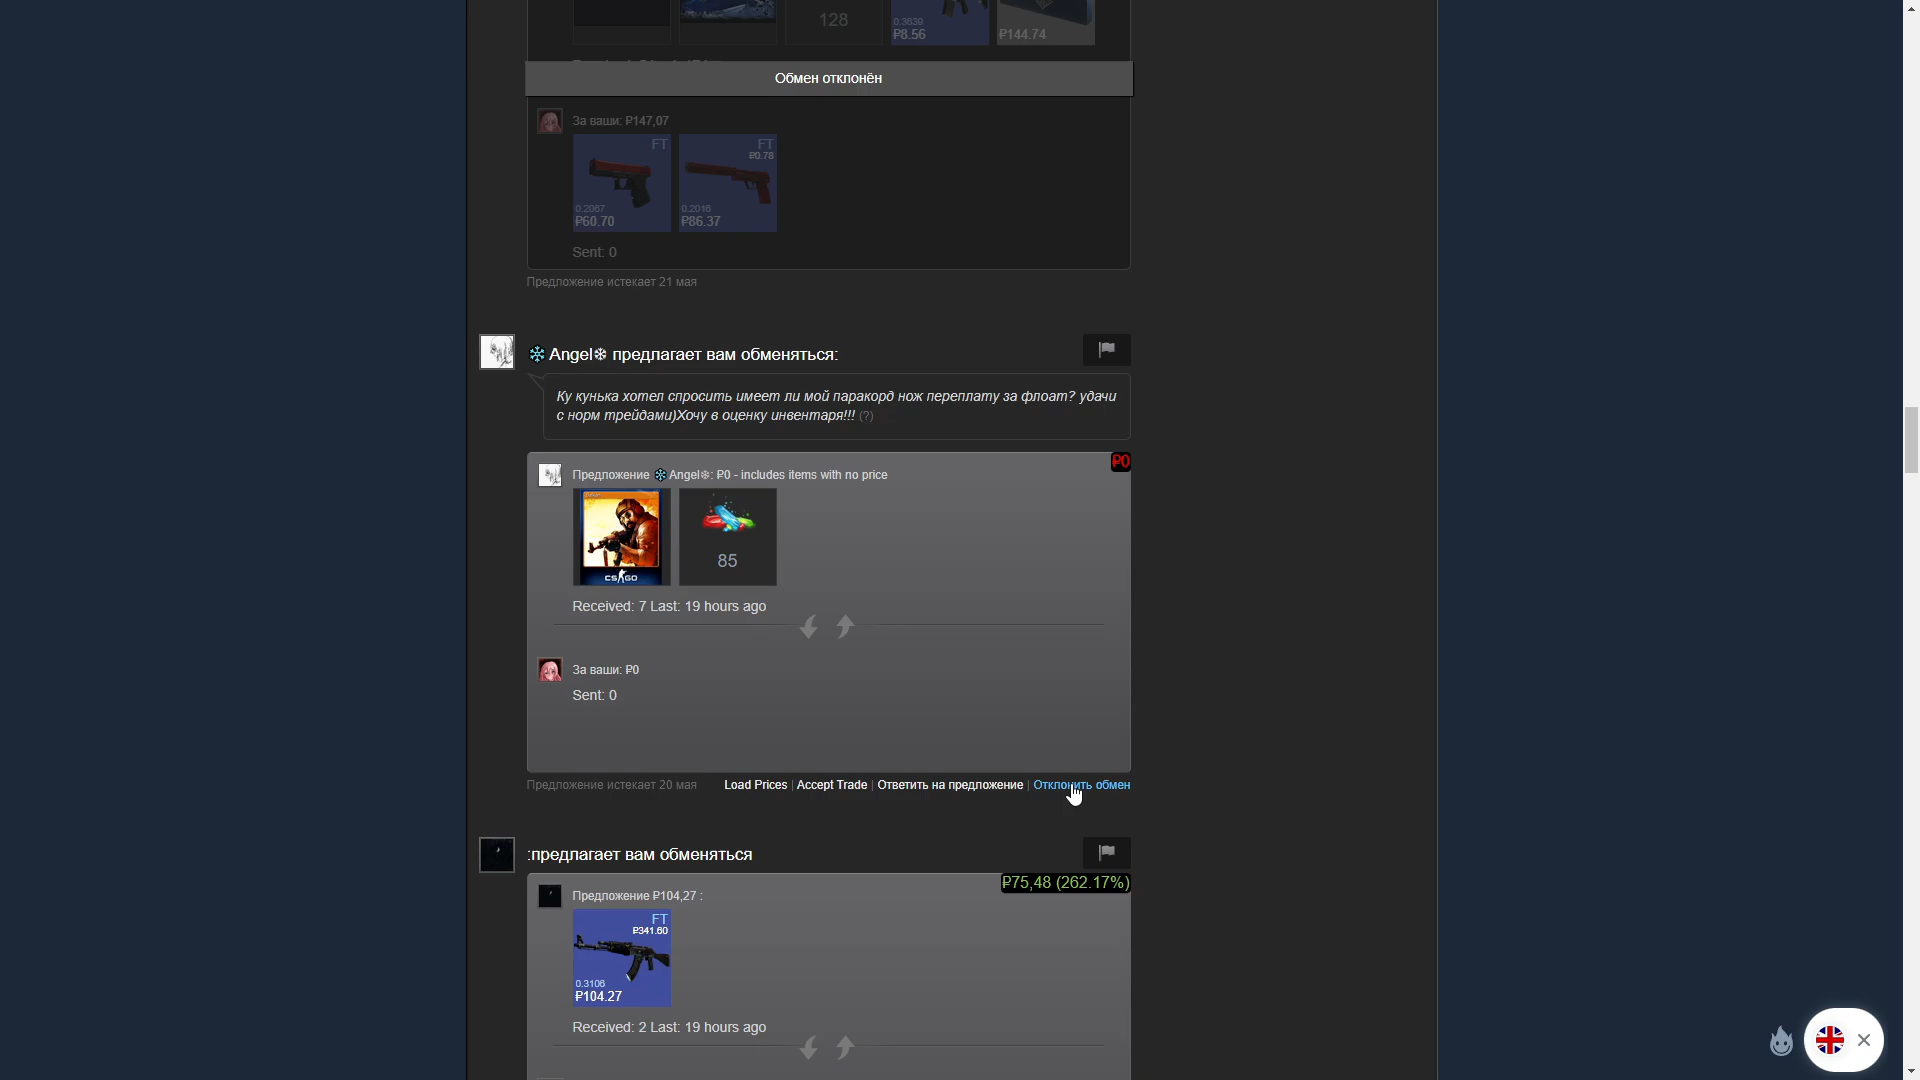 128
0.3639
₽8.56
₽144.74
Обмен отклонён
За ваши: ₽147,07
FT
FT
₽0.78
0.2067
₽60.70
0.2016
₽86.37
Sent: 0
Предложение истекает 21 мая
❄ Angel❄ предлагает вам обменяться:
Ку кунька хотел спросить имеет ли мой паракорд нож переплату за флоат? удачи
с норм трейдами)Хочу в оценку инвентаря!!! (?)
₽0
Предложение ❄ Angel❄: ₽0 - includes items with no price
CS GO
85
Received: 7 Last: 19 hours ago
За ваши: ₽0
Sent: 0
Предложение истекает 20 мая
Load Prices | Accept Trade | Ответить на предложение | Отклонить обмен
:предлагает вам обменяться
₽75,48 (262.17%)
Предложение ₽104,27 :
FT
₽341.60
0.3106
₽104.27
Received: 2 Last: 19 hours ago